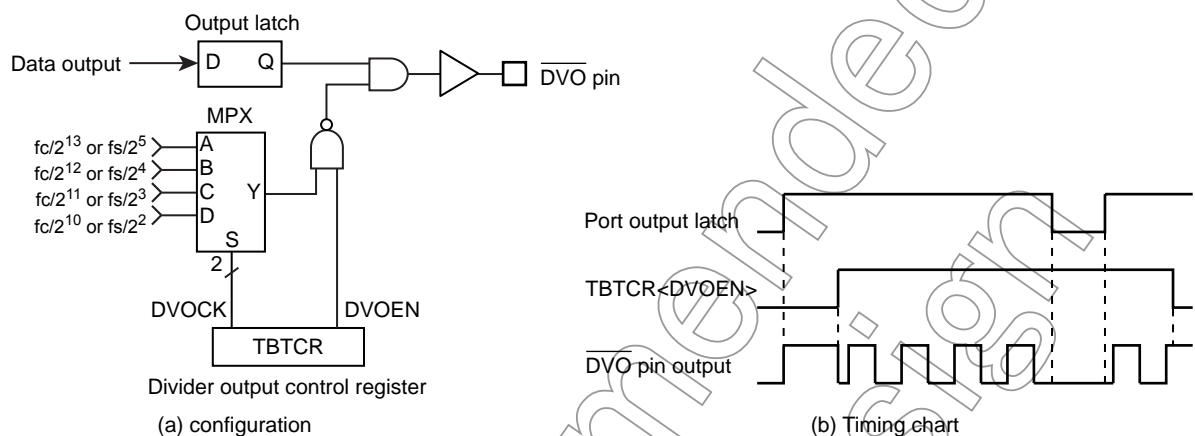 Output latch
Data output
D Q
DVO pin
MPX
fc/2^13 or fs/2^5
A
fc/2^12 or fs/2^4
B
fc/2^11 or fs/2^3
C
Y
fc/2^10 or fs/2^2
D
S
2
DVOCK
DVOEN
TBTCR
Divider output control register
(a) configuration
Port output latch
TBTCR<DVOEN>
DVO pin output
(b) Timing chart